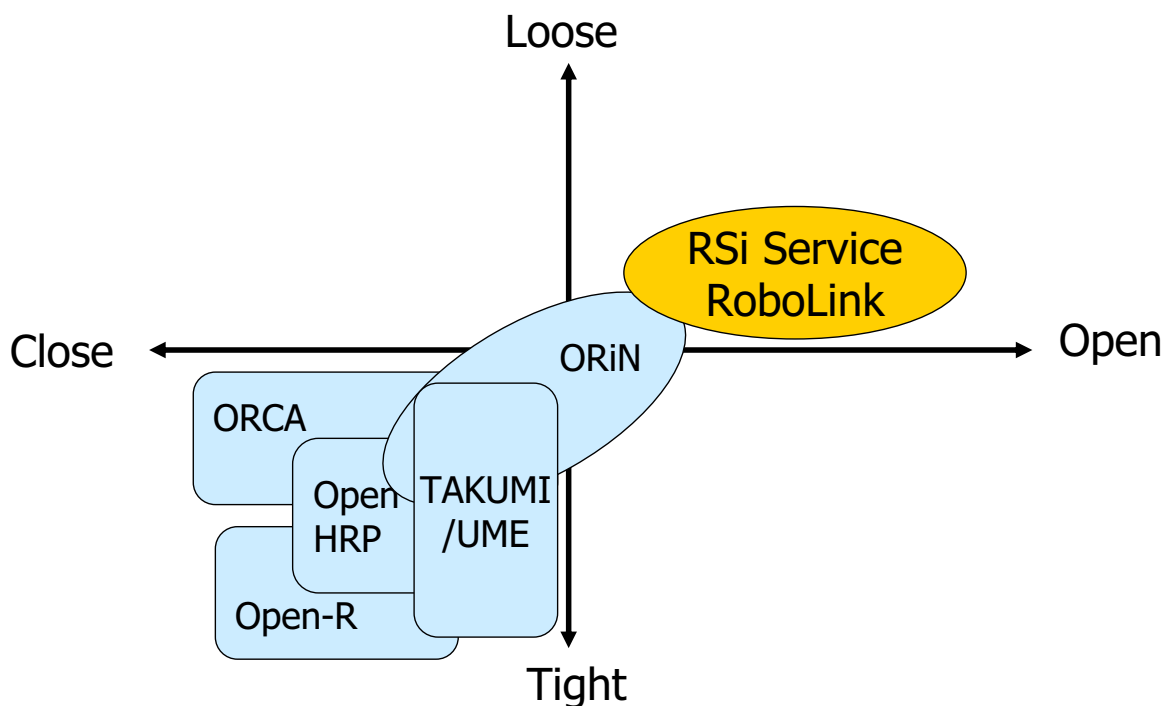 Loose
RSi Service
RoboLink
Close
ORiN
Open
ORCA
Open
HRP
TAKUMI
/UME
Open-R
Tight